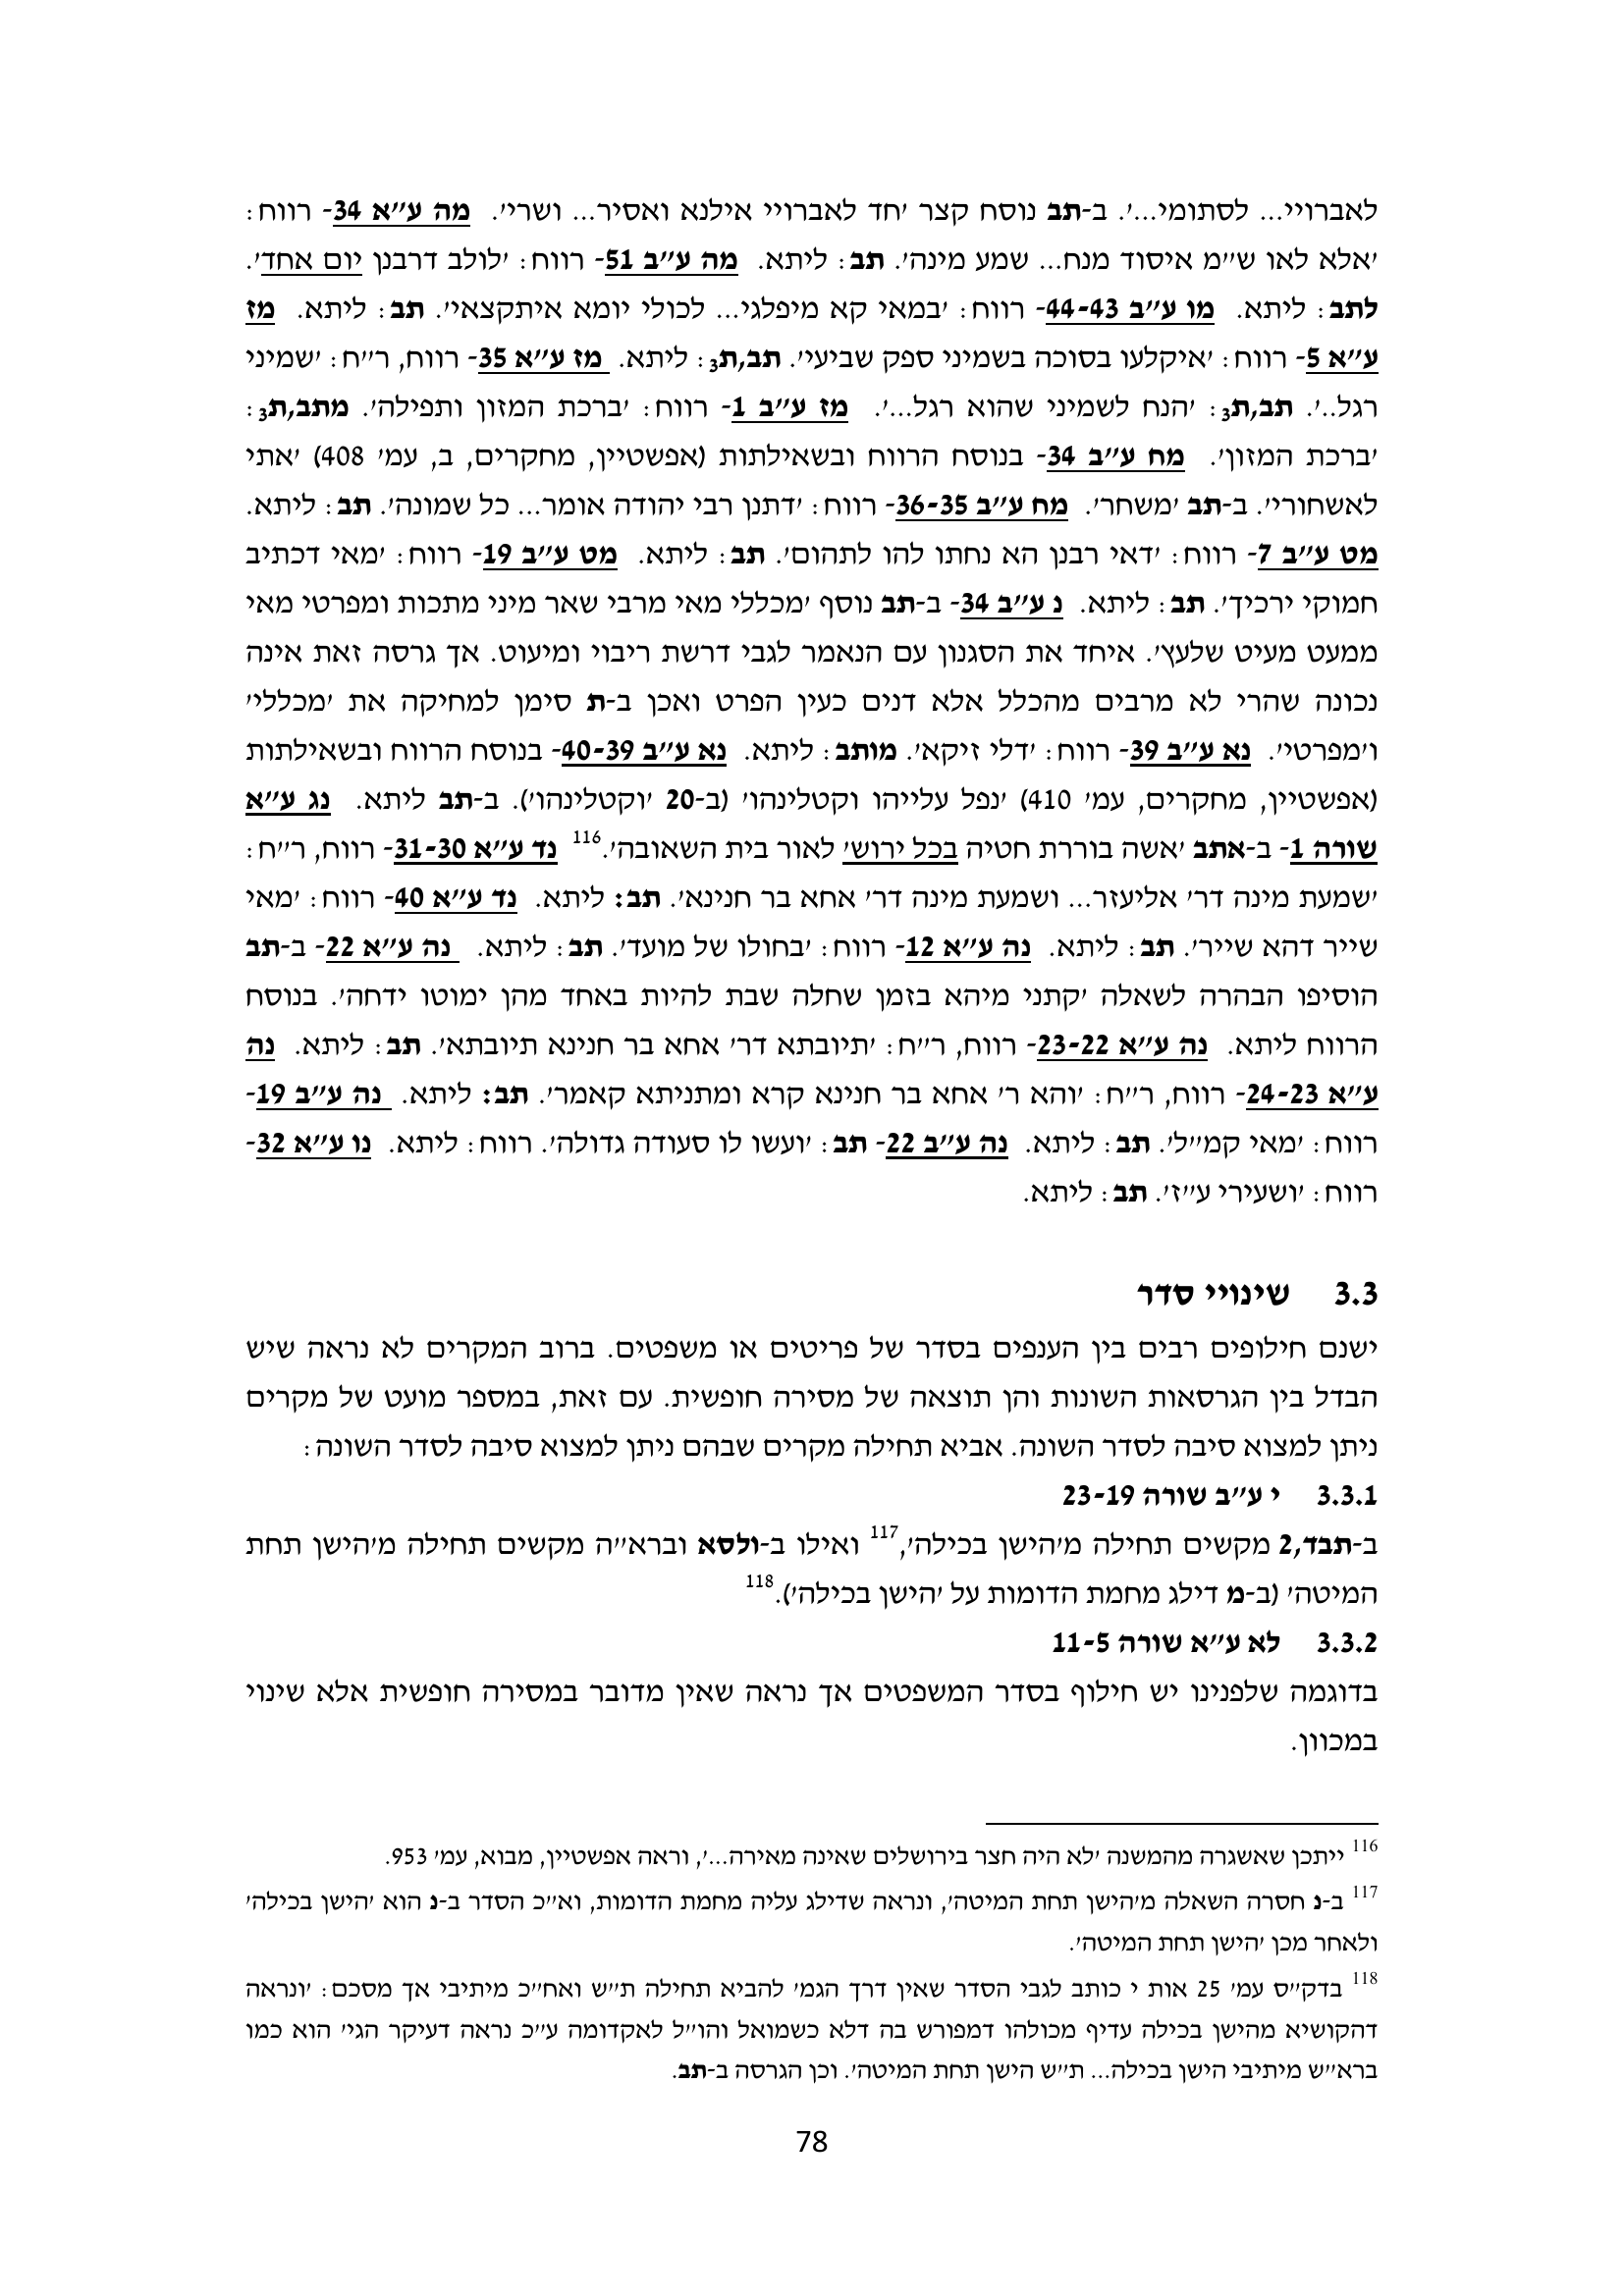 לאברויי... לסתומי...'. ב-תב נוסח קצר 'חד לאברויי אילנא ואסיר... ושרי'. מה ע״א 34- רווח:
'אלא לאו ש״מ איסוד מנח... שמע מינה'. תב: ליתא. מה ע״ב 51- רווח: 'לולב דרבנן יום אחד'.
לתב: ליתא. מו ע״ב 44-43- רווח: 'במאי קא מיפלגי... לכולי יומא איתקצאי'. תב: ליתא. מז
ע״א 5- רווח: 'איקלעו בסוכה בשמיני ספק שביעי'. תב,ת3: ליתא. מז ע״א 35- רווח, ר״ח: 'שמיני
רגל..'. תב,ת3: 'הנח לשמיני שהוא רגל...'. מז ע״ב 1- רווח: 'ברכת המזון ותפילה'. מתב,ת3:
'ברכת המזון'. מח ע״ב 34- בנוסח הרווח ובשאילתות (אפשטיין, מחקרים, ב, עמ' 408) 'אתי
לאשחורי'. ב-תב 'משחר'. מח ע״ב 36-35- רווח: 'דתנן רבי יהודה אומר... כל שמונה'. תב: ליתא.
מט ע״ב 7- רווח: 'דאי רבנן הא נחתו להו לתהום'. תב: ליתא. מט ע״ב 19- רווח: 'מאי דכתיב
חמוקי ירכיך'. תב: ליתא. נ ע״ב 34- ב-תב נוסף 'מכללי מאי מרבי שאר מיני מתכות ומפרטי מאי
ממעט מעיט שלעץ'. איחד את הסגנון עם הנאמר לגבי דרשת ריבוי ומיעוט. אך גרסה זאת אינה
נכונה שהרי לא מרבים מהכלל אלא דנים כעין הפרט ואכן ב-ת סימן למחיקה את 'מכללי'
ו'מפרטי'. נא ע״ב 39- רווח: 'דלי זיקא'. מותב: ליתא. נא ע״ב 40-39- בנוסח הרווח ובשאילתות
(אפשטיין, מחקרים, עמ' 410) 'נפל עלייהו וקטלינהו' (ב-20 'וקטלינהו'). ב-תב ליתא. נג ע״א
שורה 1- ב-אתב 'אשה בוררת חטיה בכל ירוש' לאור בית השאובה'.116 נד ע״א 31-30- רווח, ר״ח:
'שמעת מינה דר' אליעזר... ושמעת מינה דר' אחא בר חנינא'. תב: ליתא. נד ע״א 40- רווח: 'מאי
שייר דהא שייר'. תב: ליתא. נה ע״א 12- רווח: 'בחולו של מועד'. תב: ליתא. נה ע״א 22- ב-תב
הוסיפו הבהרה לשאלה 'קתני מיהא בזמן שחלה שבת להיות באחד מהן ימוטו ידחה'. בנוסח
הרווח ליתא. נה ע״א 23-22- רווח, ר״ח: 'תיובתא דר' אחא בר חנינא תיובתא'. תב: ליתא. נה
ע״א 24-23- רווח, ר״ח: 'והא ר' אחא בר חנינא קרא ומתניתא קאמר'. תב: ליתא. נה ע״ב 19-
רווח: 'מאי קמ״ל'. תב: ליתא. נה ע״ב 22- תב: 'ועשו לו סעודה גדולה'. רווח: ליתא. נו ע״א 32-
רווח: 'ושעירי ע״ז'. תב: ליתא.
3.3 שינויי סדר
ישנם חילופים רבים בין הענפים בסדר של פריטים או משפטים. ברוב המקרים לא נראה שיש
הבדל בין הגרסאות השונות והן תוצאה של מסירה חופשית. עם זאת, במספר מועט של מקרים
ניתן למצוא סיבה לסדר השונה. אביא תחילה מקרים שבהם ניתן למצוא סיבה לסדר השונה:
3.3.1 י ע״ב שורה 23-19
ב-תבד,2 מקשים תחילה מ'הישן בכילה',117 ואילו ב-ולסא ובראי״ה מקשים תחילה מ'הישן תחת
המיטה' (ב-מ דילג מחמת הדומות על 'הישן בכילה').118
3.3.2 לא ע״א שורה 11-5
בדוגמה שלפנינו יש חילוף בסדר המשפטים אך נראה שאין מדובר במסירה חופשית אלא שינוי
במכוון.
116 ייתכן שאשגרה מהמשנה 'לא היה חצר בירושלים שאינה מאירה...', וראה אפשטיין, מבוא, עמ' 953.
117 ב-נ חסרה השאלה מ'הישן תחת המיטה', ונראה שדילג עליה מחמת הדומות, וא״כ הסדר ב-נ הוא 'הישן בכילה'
ולאחר מכן 'הישן תחת המיטה'.
118 בדק״ס עמ' 25 אות י כותב לגבי הסדר שאין דרך הגמ' להביא תחילה ת״ש ואח״כ מיתיבי אך מסכם: 'ונראה
דהקושיא מהישן בכילה עדיף מכולהו דמפורש בה דלא כשמואל והו״ל לאקדומה ע״כ נראה דעיקר הגי' הוא כמו
ברא״ש מיתיבי הישן בכילה... ת״ש הישן תחת המיטה'. וכן הגרסה ב-תב.
78